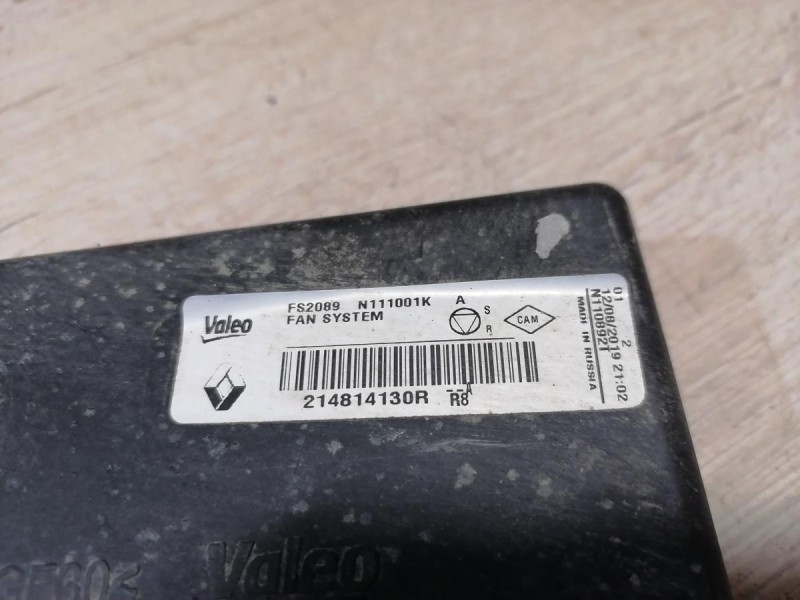 Valeo
FS2089 N111001K A
FAN SYSTEM
S
R
CAM
214814130R --A
R8
MADE IN RUSSIA
N1108921
12/08/2019 21:02
01 2
Valeo